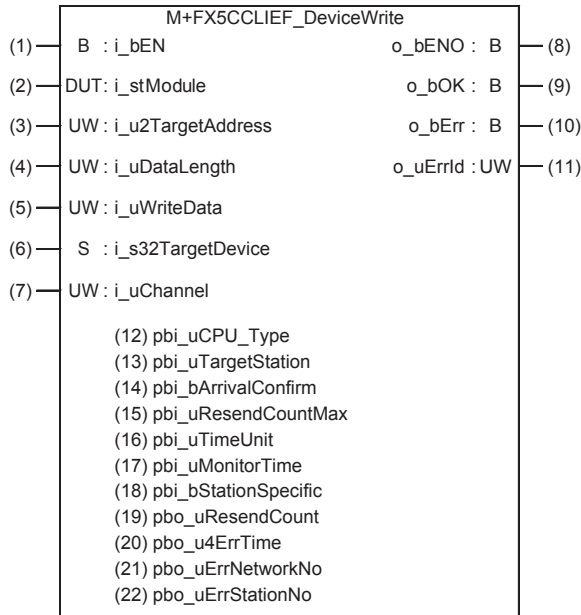 M+FX5CCLIEF_DeviceWrite
(1) B : i_bEN o_bENO : B (8)
(2) DUT : i_stModule o_bOK : B (9)
(3) UW : i_u2TargetAddress o_bErr : B (10)
(4) UW : i_uDataLength o_uErrId : UW (11)
(5) UW : i_uWriteData
(6) S : i_s32TargetDevice
(7) UW : i_uChannel
(12) pbi_uCPU_Type
(13) pbi_uTargetStation
(14) pbi_bArrivalConfirm
(15) pbi_uResendCountMax
(16) pbi_uTimeUnit
(17) pbi_uMonitorTime
(18) pbi_bStationSpecific
(19) pbo_uResendCount
(20) pbo_u4ErrTime
(21) pbo_uErrNetworkNo
(22) pbo_uErrStationNo